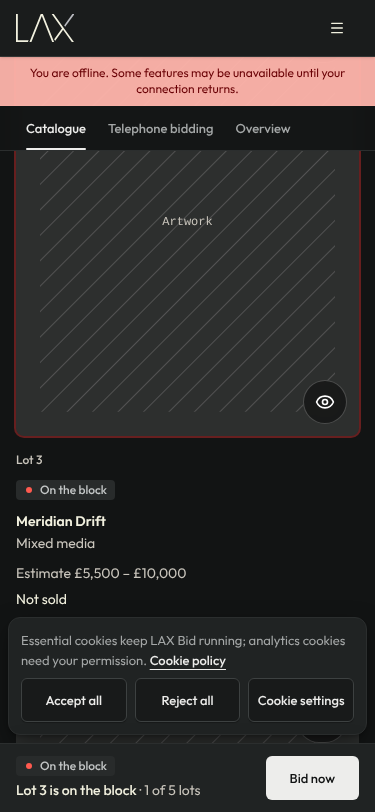 LAX
You are offline. Some features may be unavailable until your
connection returns.
Catalogue Telephone bidding Overview
Artwork
Lot 3
On the block
Meridian Drift
Mixed media
Estimate £5,500 – £10,000
Not sold
Essential cookies keep LAX Bid running; analytics cookies
need your permission. Cookie policy
Accept all Reject all Cookie settings
On the block
Lot 3 is on the block · 1 of 5 lots
Bid now